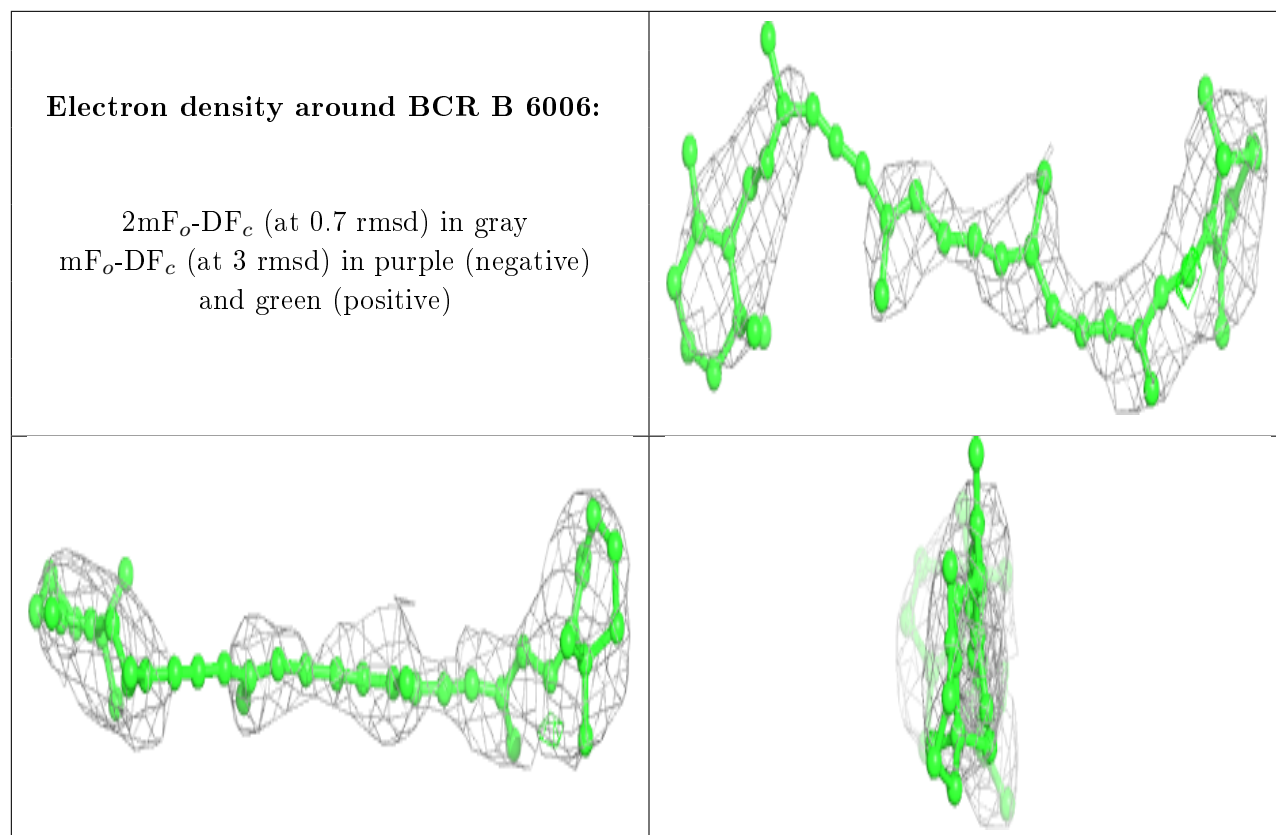 Electron density around BCR B 6006:
2mFₒ-DF𝒸 (at 0.7 rmsd) in gray
mFₒ-DF𝒸 (at 3 rmsd) in purple (negative)
and green (positive)